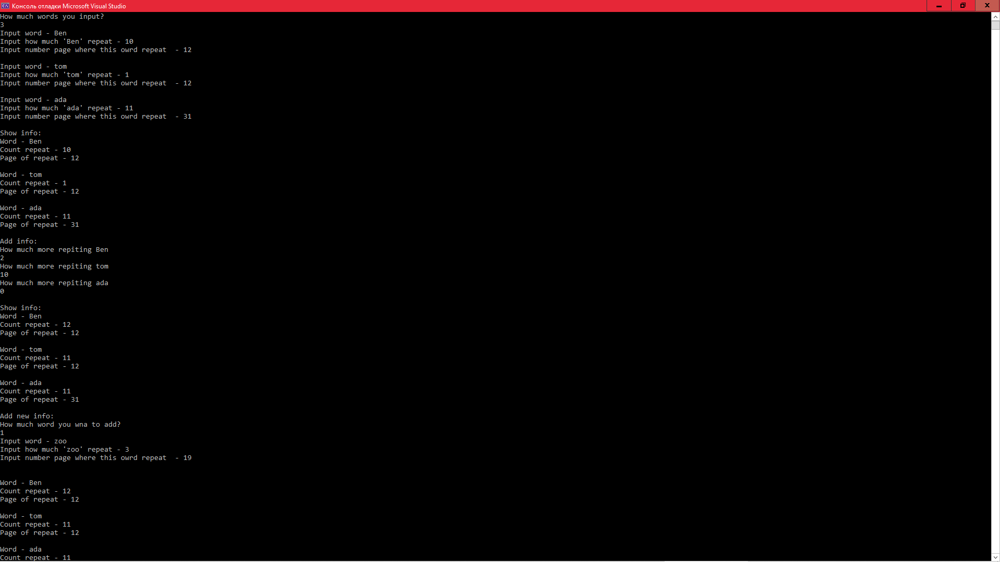 Консоль отладки Microsoft Visual Studio
How much words you input?
3
Input word - Ben
Input how much 'Ben' repeat - 10
Input number page where this owrd repeat  - 12
Input word - tom
Input how much 'tom' repeat - 1
Input number page where this owrd repeat  - 12
Input word - ada
Input how much 'ada' repeat - 11
Input number page where this owrd repeat  - 31
Show info:
Word - Ben
Count repeat - 10
Page of repeat - 12
Word - tom
Count repeat - 1
Page of repeat - 12
Word - ada
Count repeat - 11
Page of repeat - 31
Add info:
How much more repiting Ben
2
How much more repiting tom
10
How much more repiting ada
0
Show info:
Word - Ben
Count repeat - 12
Page of repeat - 12
Word - tom
Count repeat - 11
Page of repeat - 12
Word - ada
Count repeat - 11
Page of repeat - 31
Add new info:
How much word you wna to add?
1
Input word - zoo
Input how much 'zoo' repeat - 3
Input number page where this owrd repeat  - 19
Word - Ben
Count repeat - 12
Page of repeat - 12
Word - tom
Count repeat - 11
Page of repeat - 12
Word - ada
Count repeat - 11